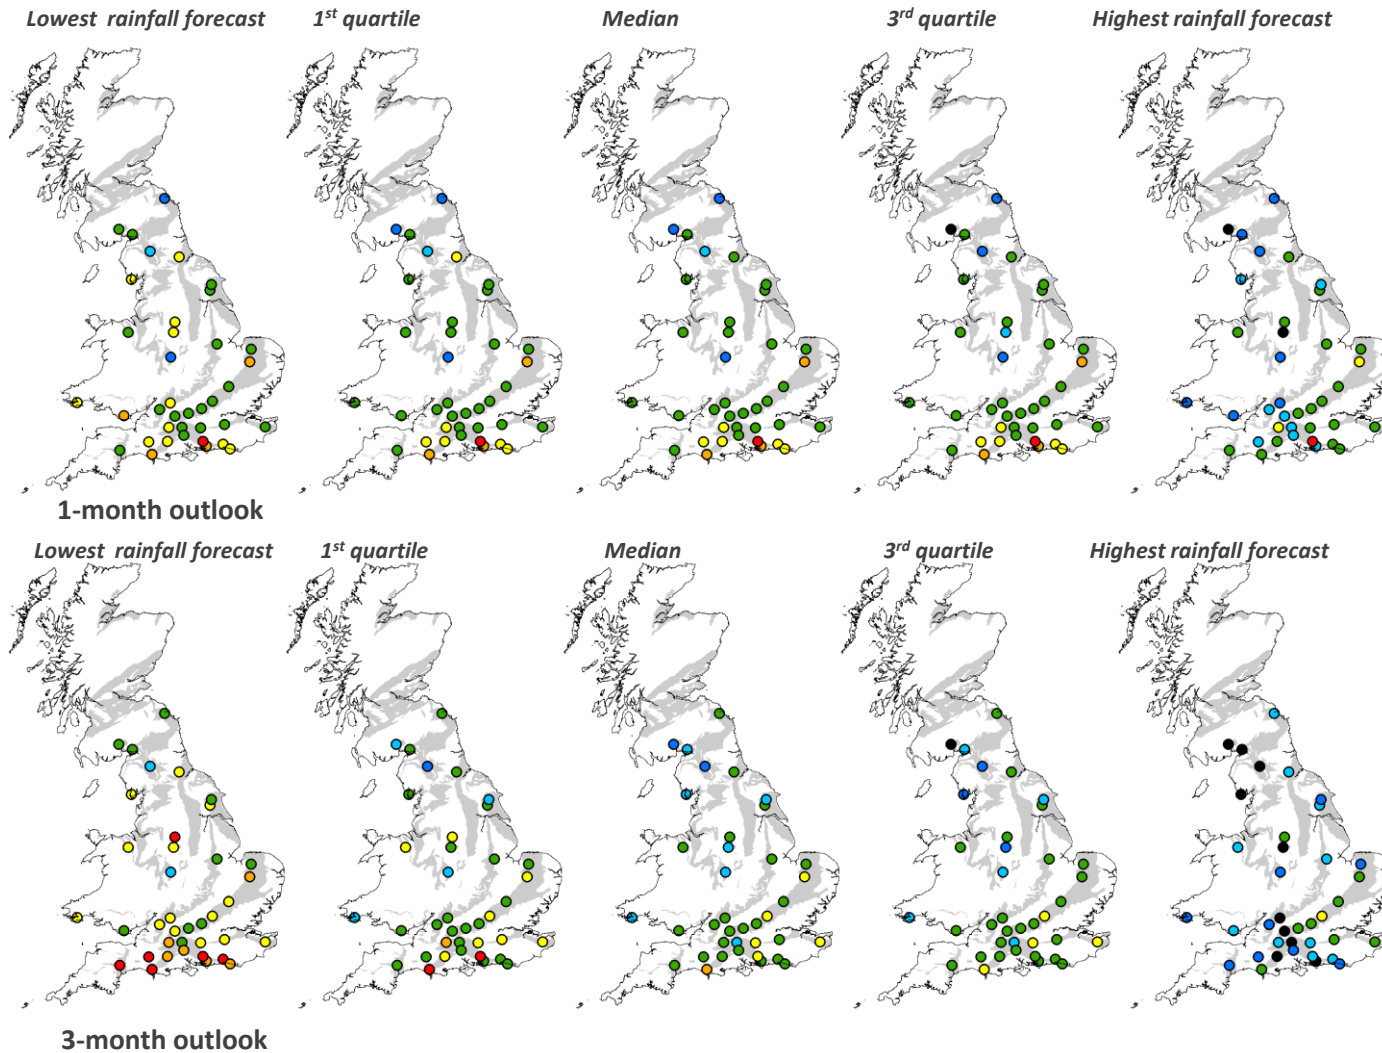 Lowest rainfall forecast
1st quartile
Median
3rd quartile
Highest rainfall forecast
1-month outlook
Lowest rainfall forecast
1st quartile
Median
3rd quartile
Highest rainfall forecast
3-month outlook